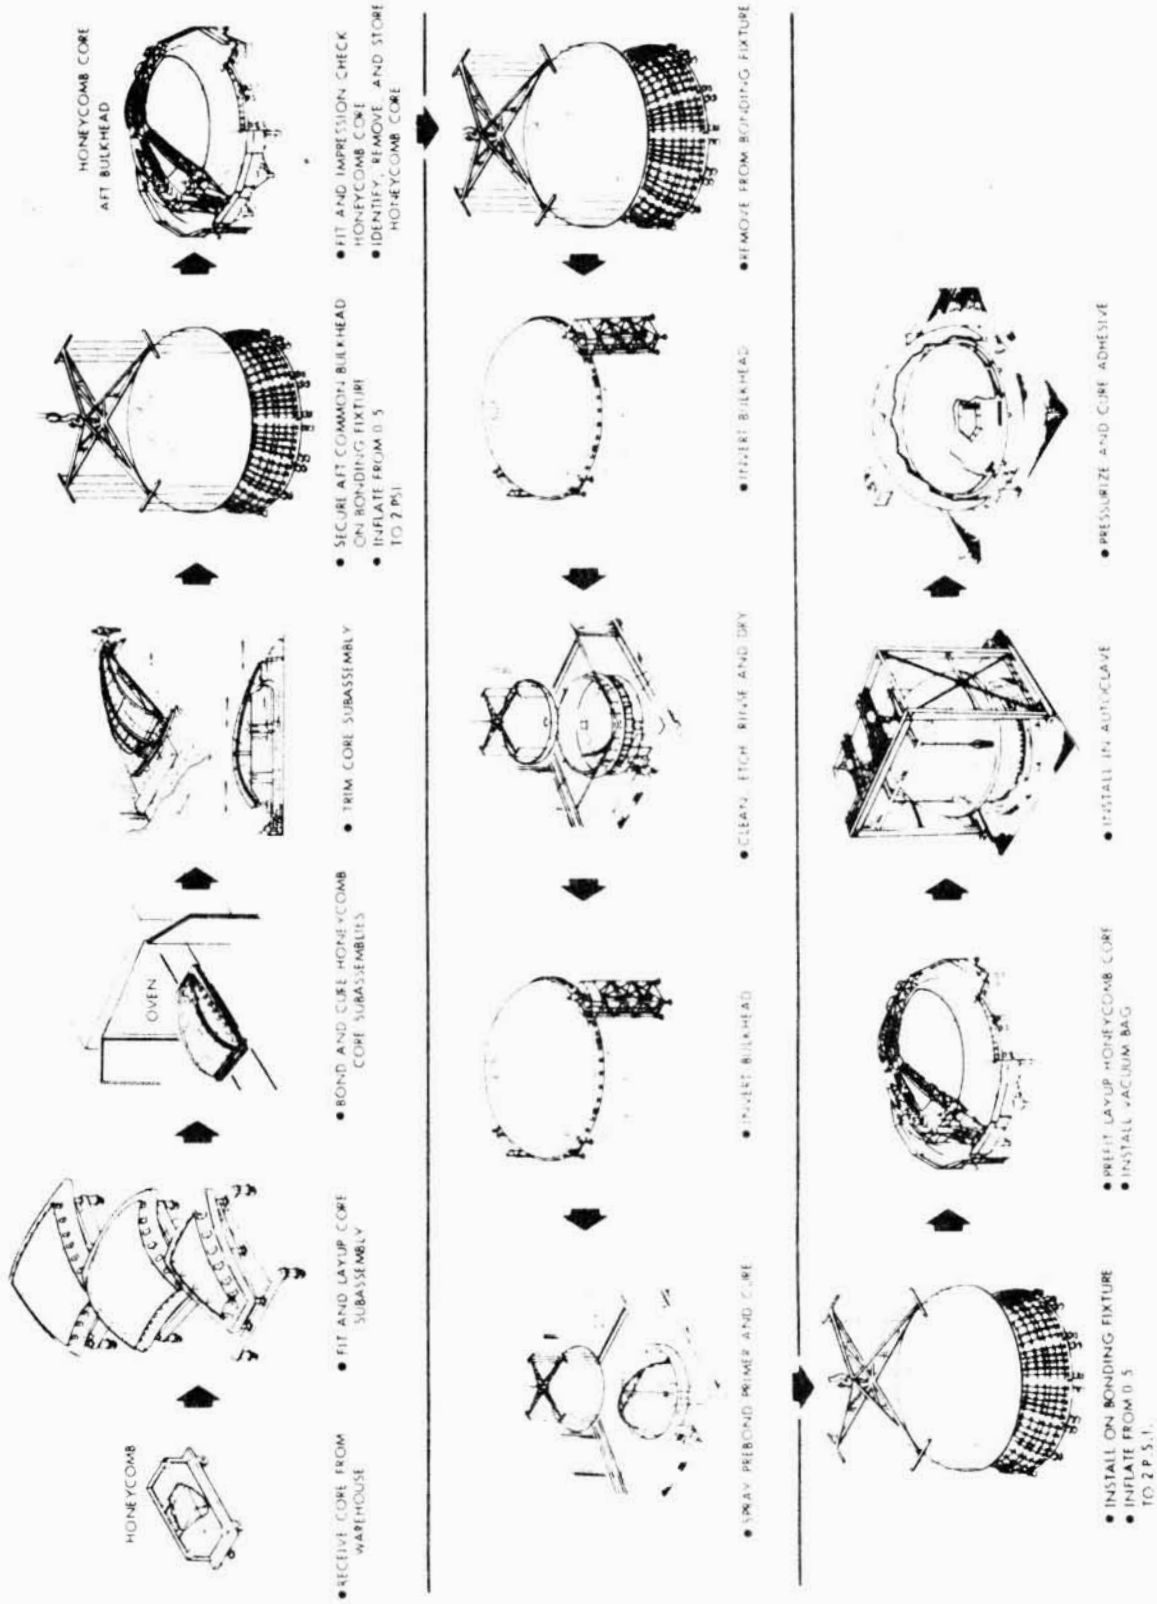 HONEYCOMB
● RECEIVE CORE FROM
WAREHOUSE
● FIT AND LAYUP CORE
SUBASSEMBLY
OVEN
● BOND AND CURE HONEYCOMB
CORE SUBASSEMBLIES
● TRIM CORE SUBASSEMBLY
● SECURE AFT COMMON BULKHEAD
ON BONDING FIXTURE
● INFLATE FROM 0.5
TO 2 PSI
HONEYCOMB CORE
AFT BULKHEAD
● FIT AND IMPRESSION CHECK
HONEYCOMB CORE
● IDENTIFY, REMOVE, AND STORE
HONEYCOMB CORE
● REMOVE FROM BONDING FIXTURE
● INVERT BULKHEAD
● CLEAN, ETCH, RINSE AND DRY
● INVERT BULKHEAD
● SPRAY PREBOND PRIMER AND CURE
● INSTALL ON BONDING FIXTURE
● INFLATE FROM 0.5
TO 2 P.S.I.
● PREFIT LAYUP HONEYCOMB CORE
● INSTALL VACUUM BAG
● INSTALL IN AUTOCLAVE
● PRESSURIZE AND CURE ADHESIVE